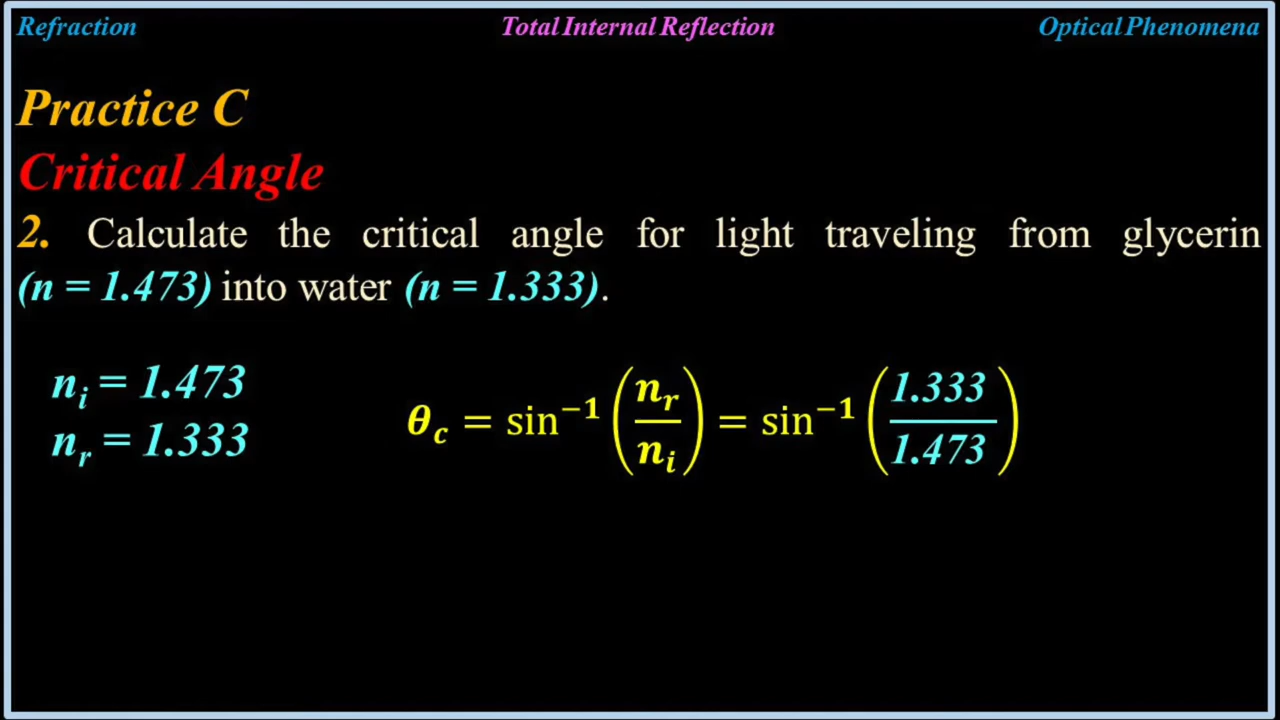 Refraction Total Internal Reflection Optical Phenomena
Practice C
Critical Angle
2. Calculate the critical angle for light traveling from glycerin
(n = 1.473) into water (n = 1.333).
n_i = 1.473
n_r = 1.333
θ_c = sin⁻¹(n_r/n_i) = sin⁻¹(1.333/1.473)